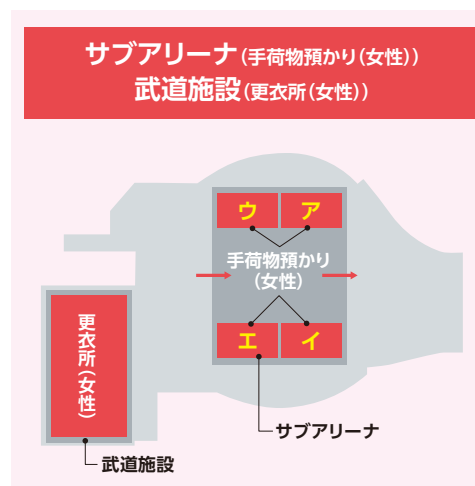 サブアリーナ(手荷物預かり(女性))
武道施設(更衣所(女性))
ウ
ア
手荷物預かり
(女性)
エ
イ
更衣所(女性)
サブアリーナ
武道施設